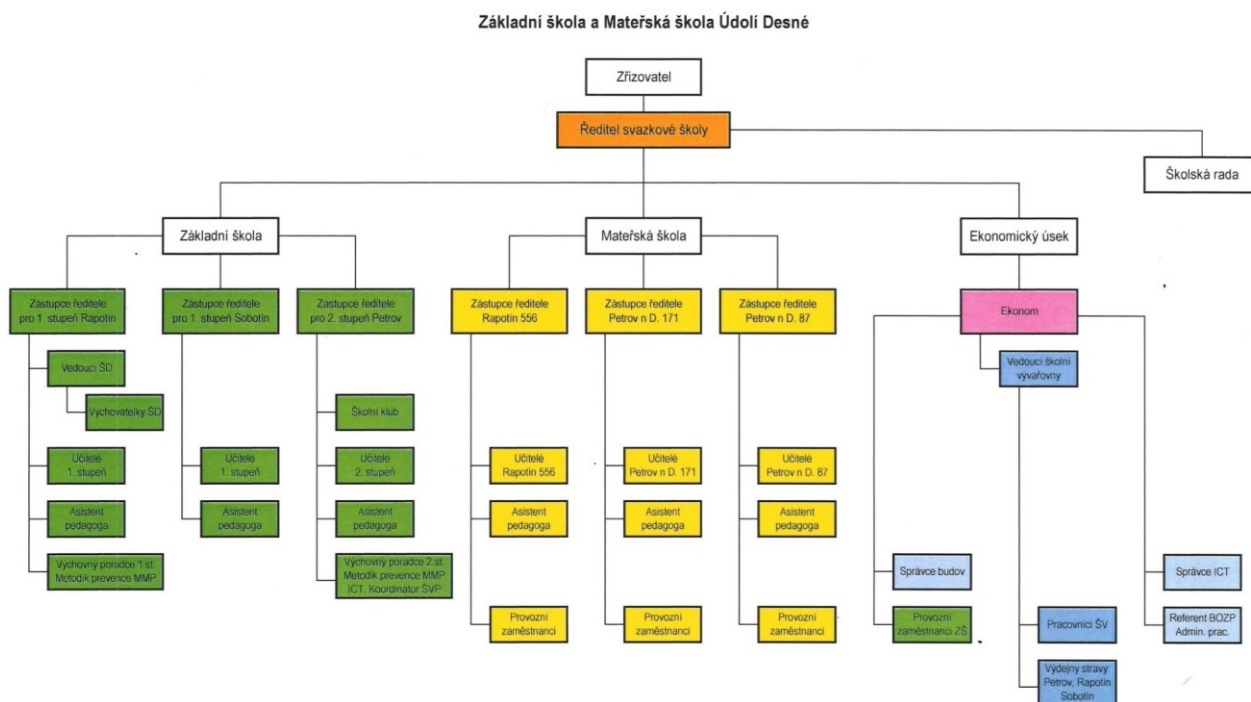 Základní škola a Mateřská škola Údolí Desné
Zřizovatel
Ředitel svazkové školy
Školská rada
Základní škola
Mateřská škola
Ekonomický úsek
Zástupce ředitele
pro 1 stupeň Rapotín
Zástupce ředitele
pro 1. stupeň Sobotín
Zástupce ředitele
pro 2. stupeň Petrov
Zástupce ředitele
Rapotín 556
Zástupce ředitele
Petrov n D. 171
Zástupce ředitele
Petrov n D. 87
Ekonom
Vedoucí ŠD
Vychovatelky ŠD
Školní klub
Vedoucí školní
vývařovny
Učitelé
1. stupeň
Učitelé
1. stupeň
Učitelé
2. stupeň
Učitelé
Rapotín 556
Učitelé
Petrov n D. 171
Učitelé
Petrov n D. 87
Asistent
pedagoga
Asistent
pedagoga
Asistent
pedagoga
Asistent
pedagoga
Asistent
pedagoga
Asistent
pedagoga
Výchovný poradce 1.st.
Metodik prevence MMP
Výchovný poradce 2.st.
Metodik prevence MMP
ICT. Koordinátor ŠVP
Správce budov
Správce ICT
Provozní
zaměstnanci
Provozní
zaměstnanci
Provozní
zaměstnanci
Provozní
zaměstnanci ZŠ
Pracovníci ŠV
Referent BOZP
Admin. prac.
Výdejny stravy:
Petrov, Rapotín
Sobotín